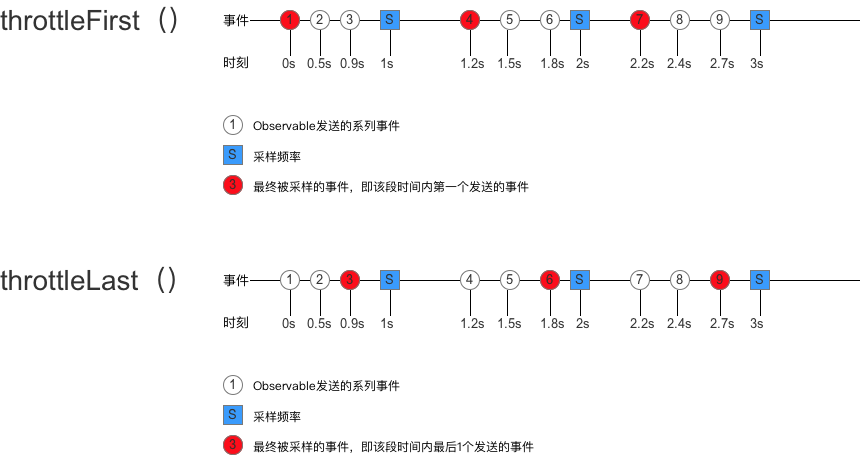 throttleFirst（）
事件 1 2 3 S 4 5 6 S 7 8 9 S
时刻 0s 0.5s 0.9s 1s 1.2s 1.5s 1.8s 2s 2.2s 2.4s 2.7s 3s
1 Observable发送的系列事件
S 采样频率
3 最终被采样的事件，即该段时间内第一个发送的事件
throttleLast（）
事件 1 2 3 S 4 5 6 S 7 8 9 S
时刻 0s 0.5s 0.9s 1s 1.2s 1.5s 1.8s 2s 2.2s 2.4s 2.7s 3s
1 Observable发送的系列事件
S 采样频率
3 最终被采样的事件，即该段时间内最后1个发送的事件